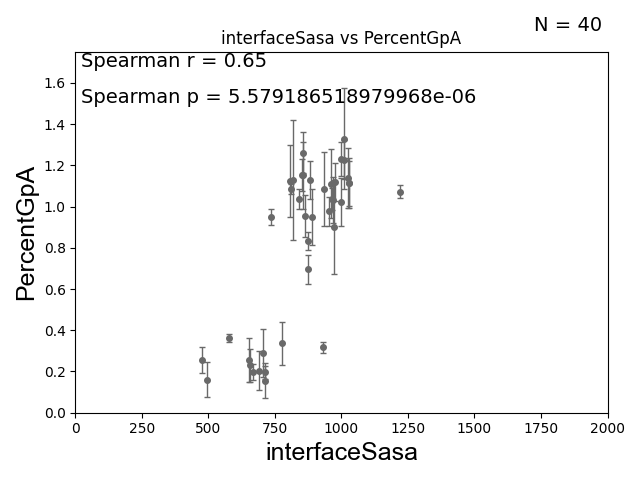 N = 40
interfaceSasa vs PercentGpA
Spearman r = 0.65
Spearman p = 5.579186518979968e-06
PercentGpA
1.6
1.4
1.2
1.0
0.8
0.6
0.4
0.2
0.0
0 250 500 750 1000 1250 1500 1750 2000
interfaceSasa